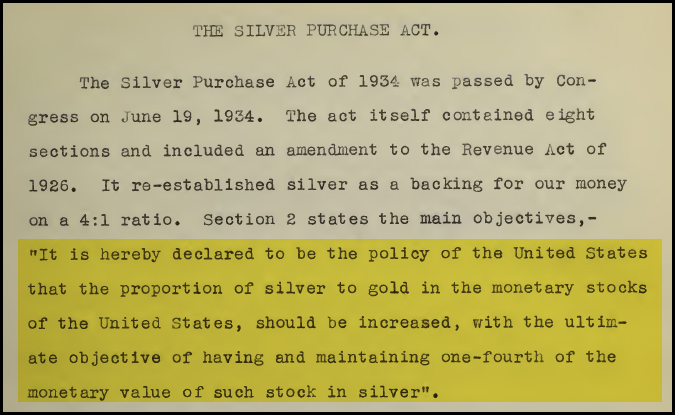 THE SILVER PURCHASE ACT.
The Silver Purchase Act of 1934 was passed by Con-
gress on June 19, 1934. The act itself contained eight
sections and included an amendment to the Revenue Act of
1926. It re-established silver as a backing for our money
on a 4:1 ratio. Section 2 states the main objectives,-
"It is hereby declared to be the policy of the United States
that the proportion of silver to gold in the monetary stocks
of the United States, should be increased, with the ultim-
ate objective of having and maintaining one-fourth of the
monetary value of such stock in silver".